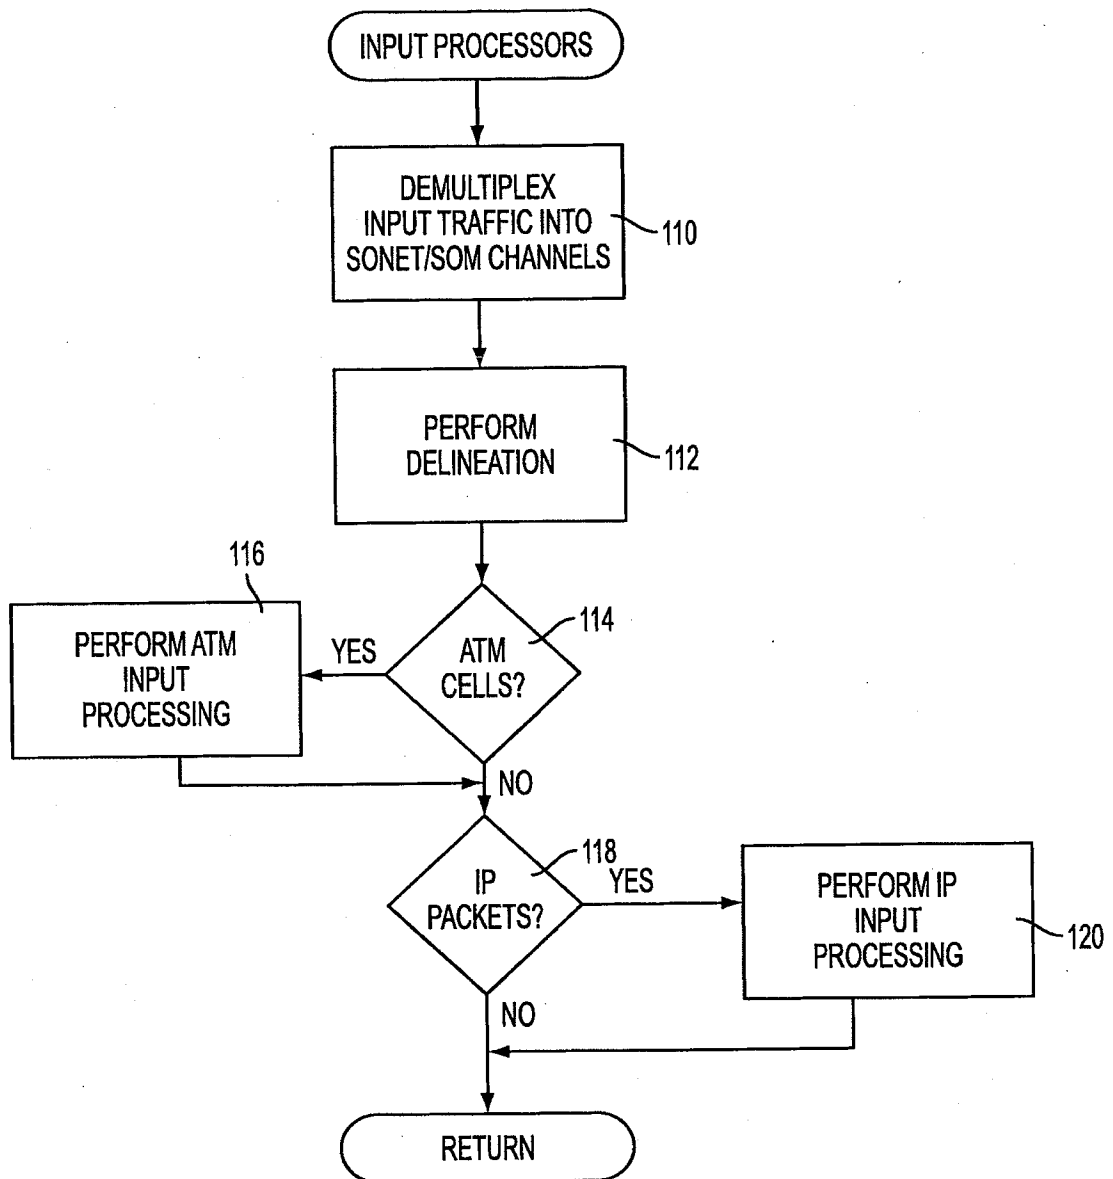 INPUT PROCESSORS
DEMULTIPLEX
INPUT TRAFFIC INTO
SONET/SOM CHANNELS
110
PERFORM
DELINEATION
112
116
PERFORM ATM
INPUT
PROCESSING
YES
ATM
CELLS?
114
NO
IP
PACKETS?
118
YES
PERFORM IP
INPUT
PROCESSING
120
NO
RETURN